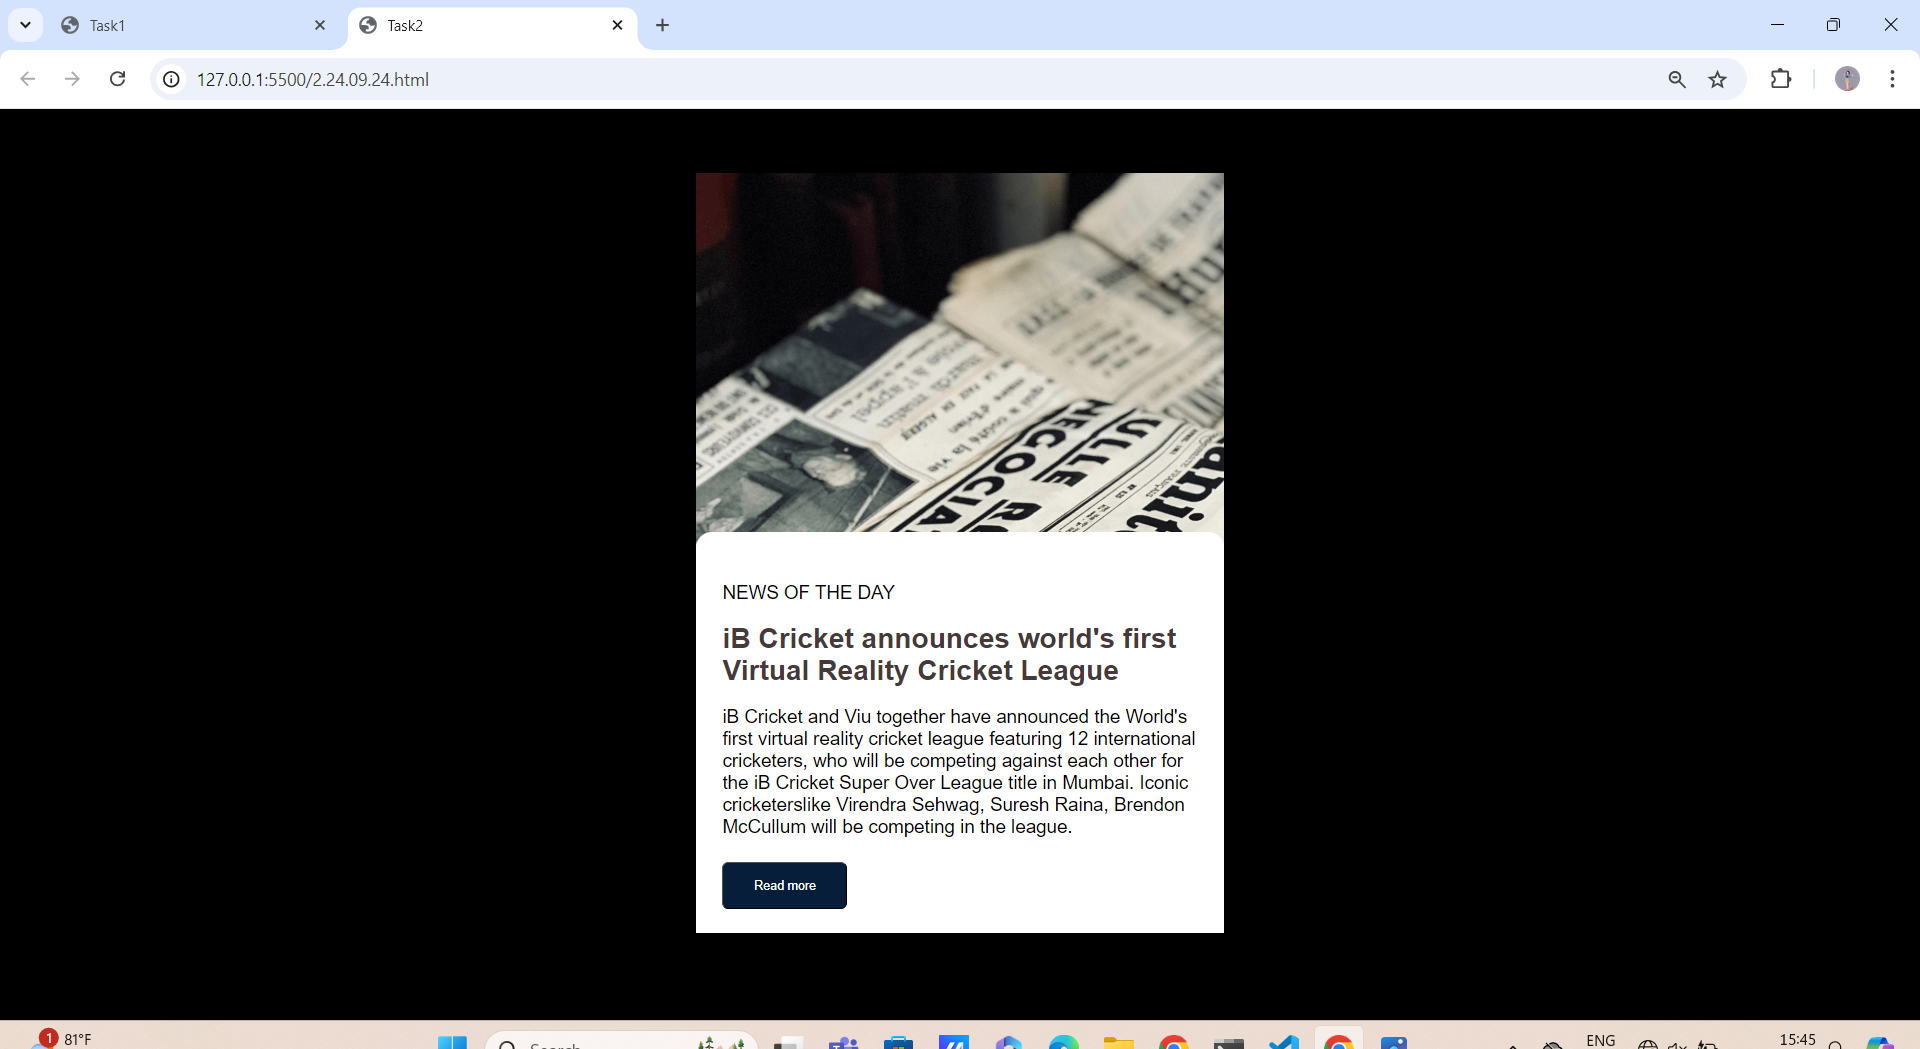 Task1
Task2
127.0.0.1:5500/2.24.09.24.html
ULLE
NEGOCIA
la vie
NEWS OF THE DAY
iB Cricket announces world's first
Virtual Reality Cricket League
iB Cricket and Viu together have announced the World's
first virtual reality cricket league featuring 12 international
cricketers, who will be competing against each other for
the iB Cricket Super Over League title in Mumbai. Iconic
cricketerslike Virendra Sehwag, Suresh Raina, Brendon
McCullum will be competing in the league.
Read more
1
81°F
Search
ENG
15:45